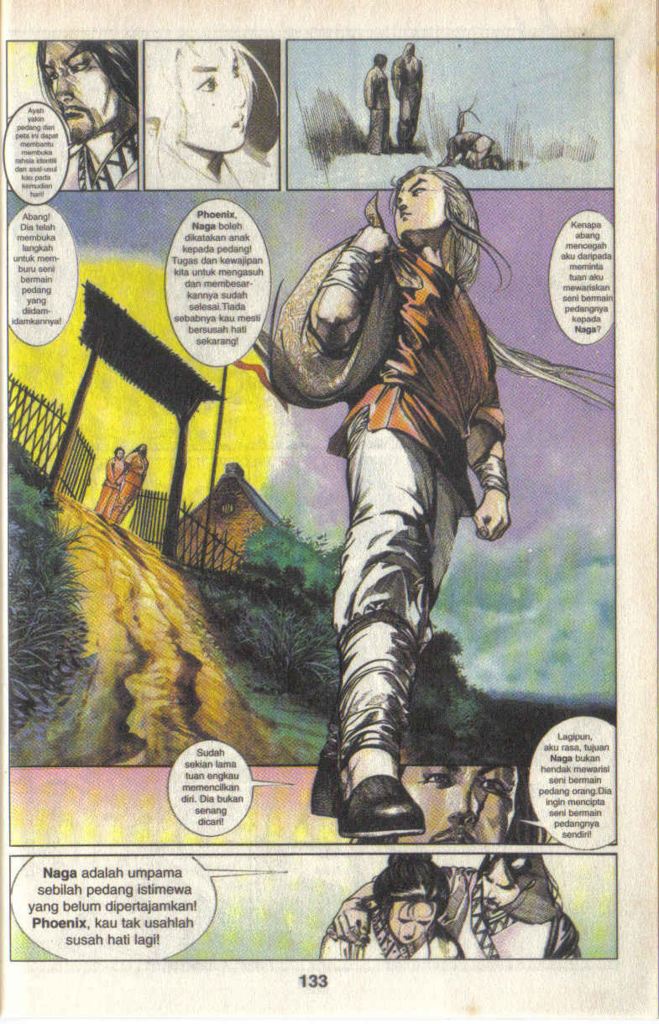 Ayah
yakin
pedang dan
peta ini dapat
membantu
membuka
rahsia identiti
dan asal-usul
kau pada
kemudian
hari!
Abang!
Dia telah
membuka
langkah
untuk mem-
buru seni
bermain
pedang
yang
diidam-
idamkannya!
Phoenix,
Naga boleh
dikatakan anak
kepada pedang!
Tugas dan kewajipan
kita untuk mengasuh
dan membesar-
kannya sudah
selesai.Tiada
sebabnya kau mesti
bersusah hati
sekarang!
Kenapa
abang
mencegah
aku daripada
meminta
tuan aku
mewariskan
seni bermain
pedangnya
kepada
Naga?
Sudah
sekian lama
tuan engkau
memencilkan
diri. Dia bukan
dicari!
Lagipun,
aku rasa, tujuan
Naga bukan
hendak mewarisi
seni bermain
pedang orang.Dia
ingin mencipta
seni bermain
pedangnya
sendiri!
Naga adalah umpama
sebilah pedang istimewa
yang belum dipertajamkan!
Phoenix, kau tak usahlah
susah hati lagi!
133